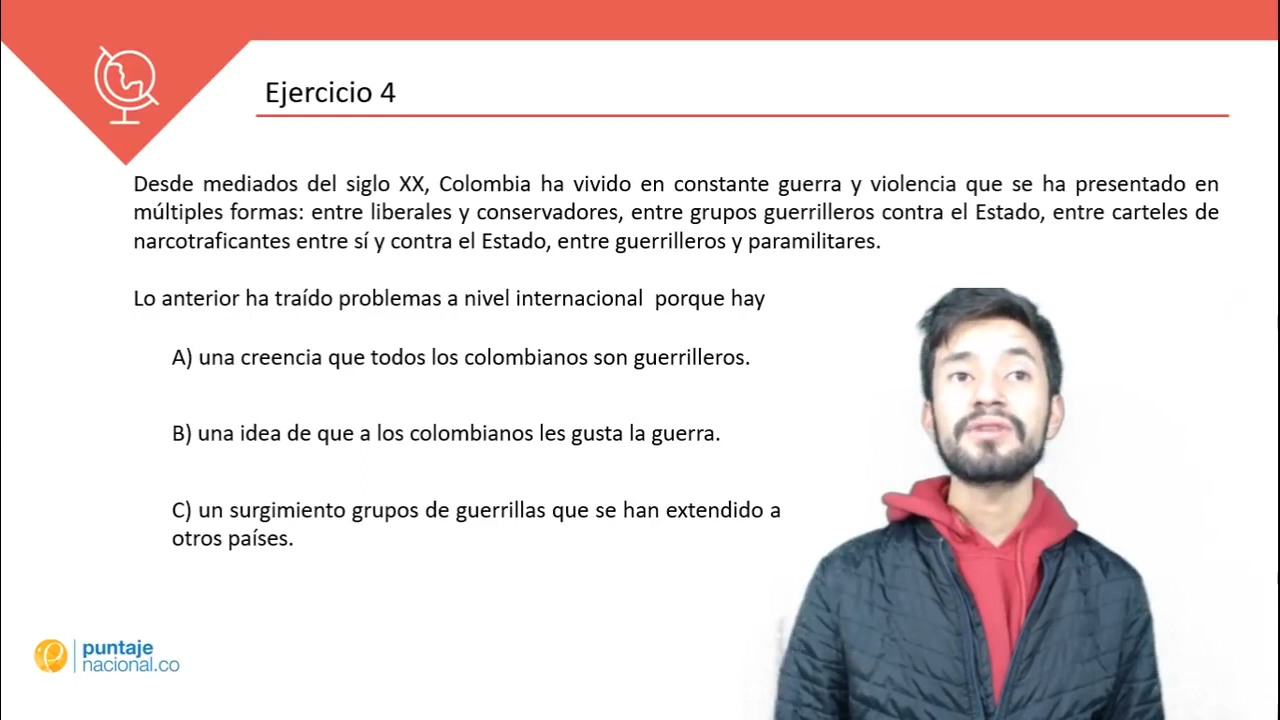 Ejercicio 4
Desde mediados del siglo XX, Colombia ha vivido en constante guerra y violencia que se ha presentado en
múltiples formas: entre liberales y conservadores, entre grupos guerrilleros contra el Estado, entre carteles de
narcotraficantes entre sí y contra el Estado, entre guerrilleros y paramilitares.
Lo anterior ha traído problemas a nivel internacional porque hay
A) una creencia que todos los colombianos son guerrilleros.
B) una idea de que a los colombianos les gusta la guerra.
C) un surgimiento grupos de guerrillas que se han extendido a
otros países.
puntaje
nacional.co